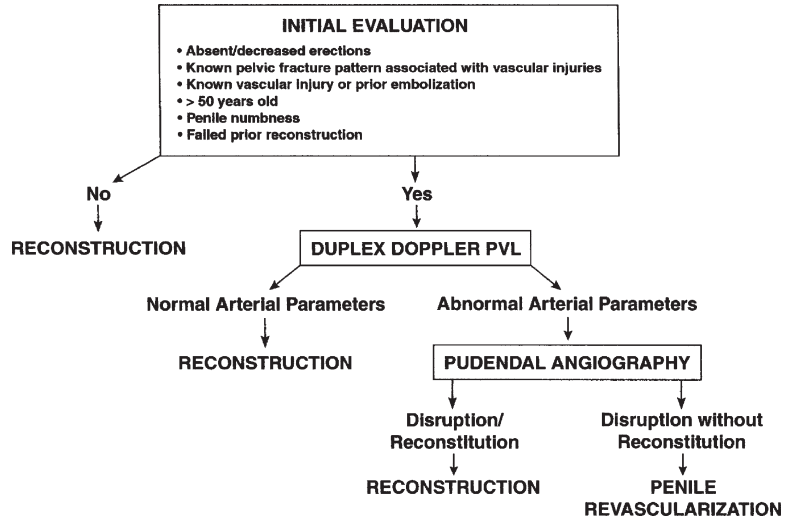 INITIAL EVALUATION
• Absent/decreased erections
• Known pelvic fracture pattern associated with vascular injuries
• Known vascular injury or prior embolization
• > 50 years old
• Penile numbness
• Failed prior reconstruction
No
Yes
RECONSTRUCTION
DUPLEX DOPPLER PVL
Normal Arterial Parameters
Abnormal Arterial Parameters
RECONSTRUCTION
PUDENDAL ANGIOGRAPHY
Disruption/
Reconstitution
Disruption without
Reconstitution
RECONSTRUCTION
PENILE
REVASCULARIZATION